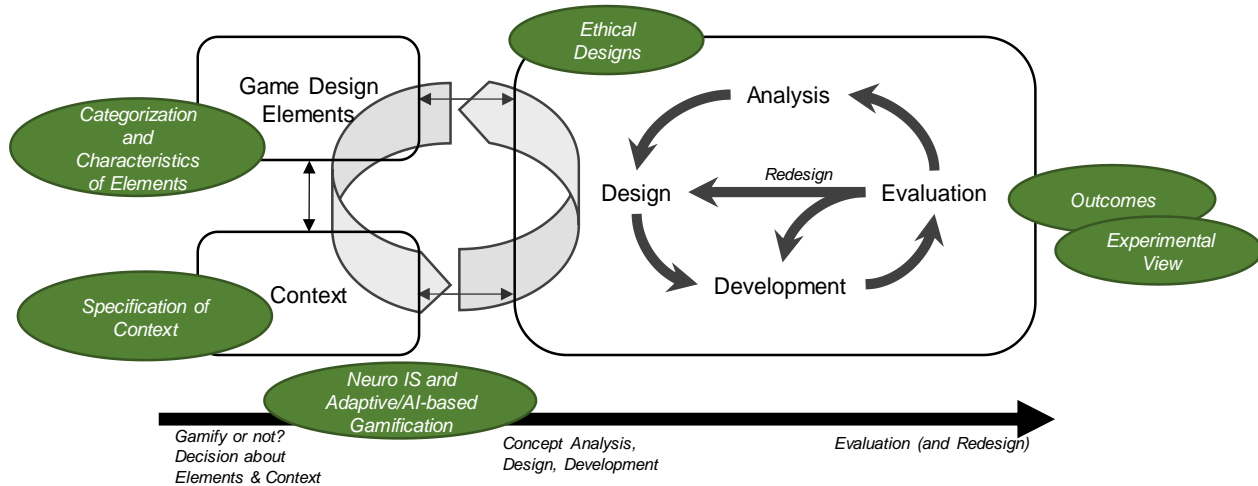 Ethical
Designs
Game Design
Elements
Categorization
and
Characteristics
of Elements
Analysis
Design
Redesign
Evaluation
Development
Outcomes
Experimental
View
Context
Specification of
Context
Neuro IS and
Adaptive/AI-based
Gamification
Gamify or not?
Decision about
Elements & Context
Concept Analysis,
Design, Development
Evaluation (and Redesign)